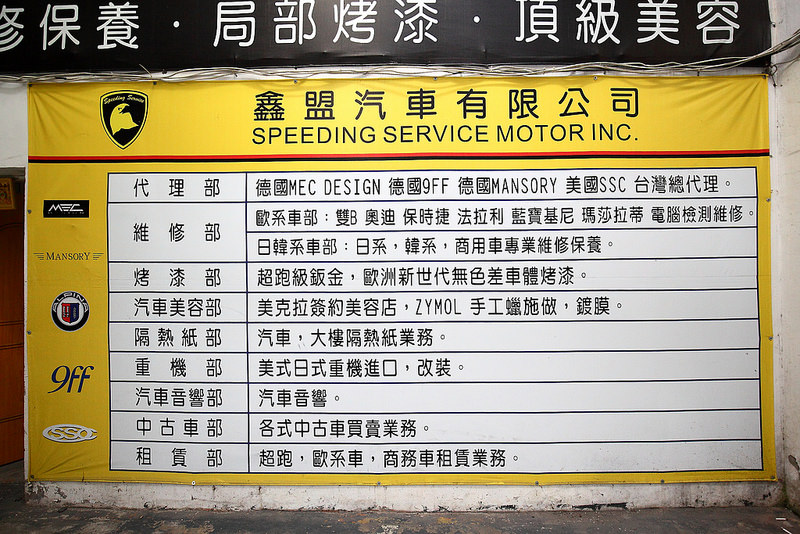 修保養・局部烤漆・頂級美容
Speeding Service
鑫盟汽車有限公司
SPEEDING SERVICE MOTOR INC.
代理部 德國MEC DESIGN 德國9FF 德國MANSORY 美國SSC 台灣總代理。
維修部 歐系車部：雙B 奧迪 保時捷 法拉利 藍寶基尼 瑪莎拉蒂 電腦檢測維修。
日韓系車部：日系，韓系，商用車專業維修保養。
烤漆部 超跑級鈑金，歐洲新世代無色差車體烤漆。
汽車美容部 美克拉簽約美容店，ZYMOL 手工蠟施做，鍍膜。
隔熱紙部 汽車，大樓隔熱紙業務。
重機部 美式日式重機進口，改裝。
汽車音響部 汽車音響。
中古車部 各式中古車買賣業務。
租賃部 超跑，歐系車，商務車租賃業務。
MEC
MANSORY
ALPINA
9ff
SSC